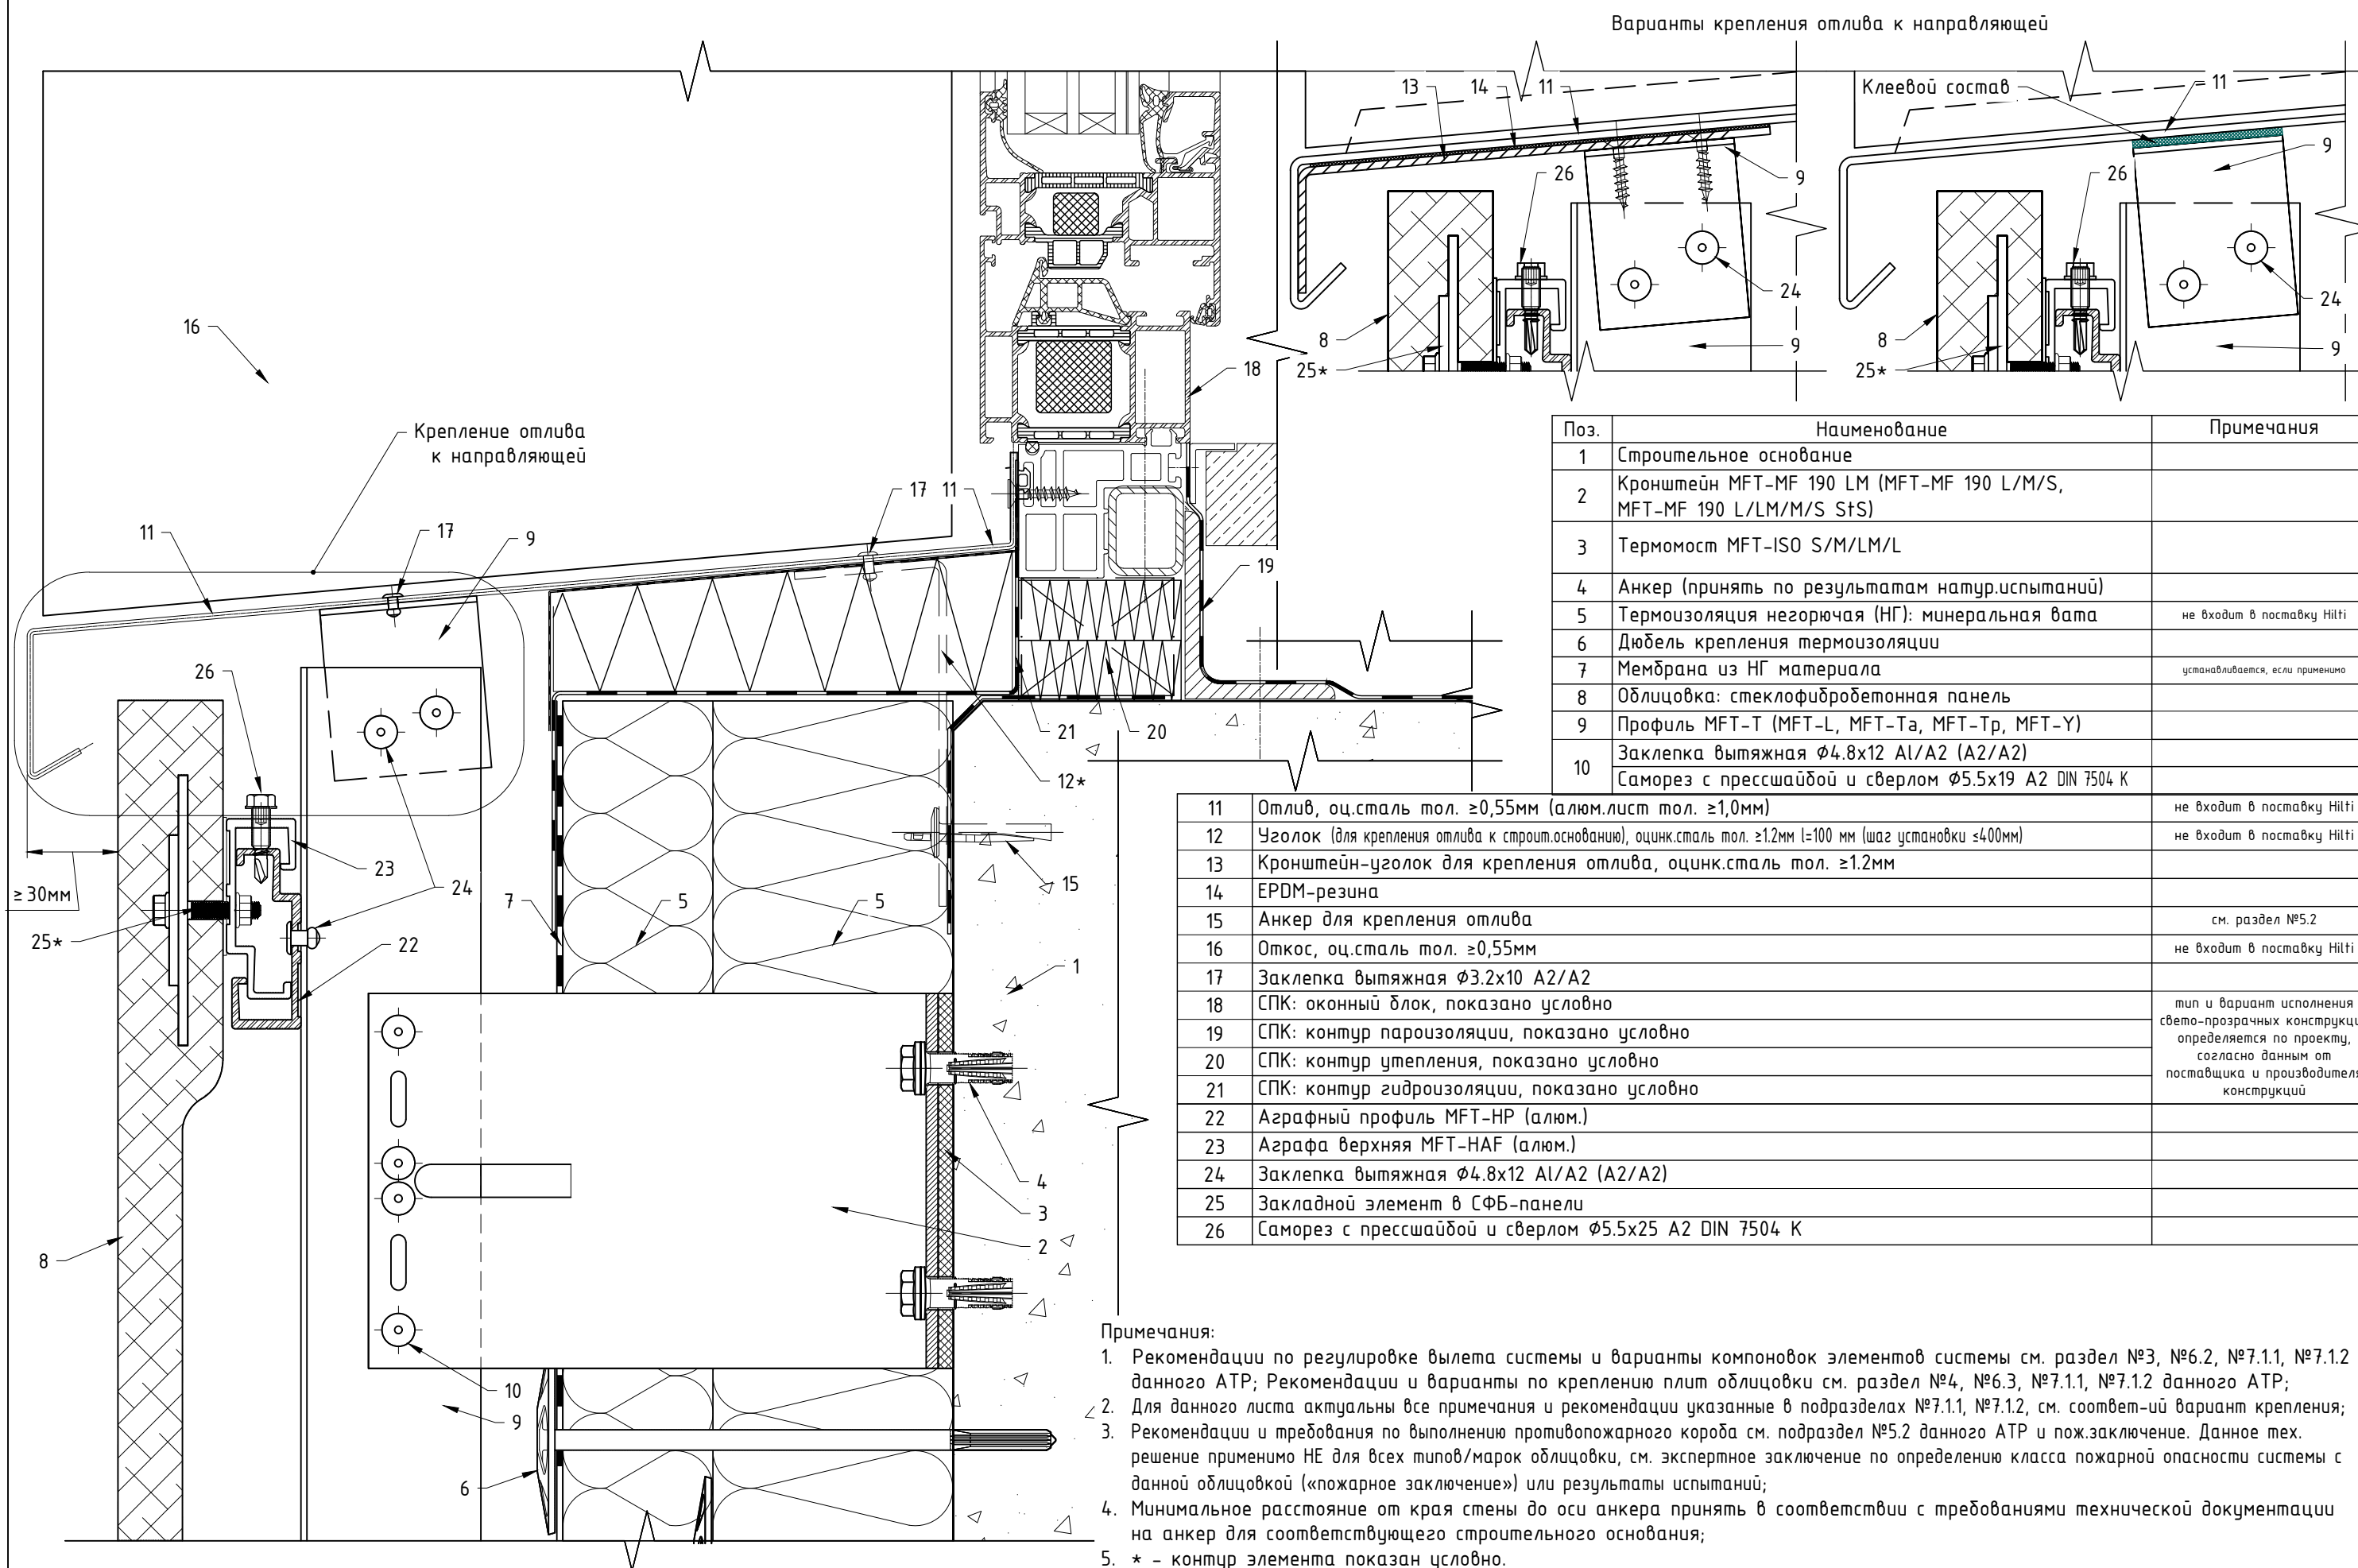 Варианты крепления отлива к направляющей
13
14
11
26
9
24
8
9
25*
Клеевой состав
11
9
26
24
8
9
25*
16
18
Крепление отлива
к направляющей
11
17
9
17
11
19
26
21
20
12*
23
24
≥30мм
25*
22
7
5
5
15
1
4
3
2
8
10
9
6
Поз. Наименование Примечания
1 Строительное основание
2 Кронштейн MFT-MF 190 LM (MFT-MF 190 L/M/S,
MFT-MF 190 L/LM/M/S StS)
3 Термомост MFT-ISO S/M/LM/L
4 Анкер (принять по результатам натур.испытаний)
5 Термоизоляция негорючая (НГ): минеральная вата не входит в поставку Hilti
6 Дюбель крепления термоизоляции
7 Мембрана из НГ материала устанавливается, если применимо
8 Облицовка: стеклофибробетонная панель
9 Профиль MFT-T (MFT-L, MFT-Ta, MFT-Tp, MFT-Y)
10 Заклепка вытяжная Ø4.8x12 Al/A2 (A2/A2)
Саморез с прессшайбой и сверлом Ø5.5x19 A2 DIN 7504 K
11 Отлив, оц.сталь тол. ≥0,55мм (алюм.лист тол. ≥1,0мм) не входит в поставку Hilti
12 Уголок (для крепления отлива к строит.основанию), оцинк.сталь тол. ≥1.2мм l=100 мм (шаг установки ≤400мм) не входит в поставку Hilti
13 Кронштейн-уголок для крепления отлива, оцинк.сталь тол. ≥1.2мм
14 EPDM-резина
15 Анкер для крепления отлива см. раздел №5.2
16 Откос, оц.сталь тол. ≥0,55мм не входит в поставку Hilti
17 Заклепка вытяжная Ø3.2x10 A2/A2
18 СПК: оконный блок, показано условно
19 СПК: контур пароизоляции, показано условно
20 СПК: контур утепления, показано условно
21 СПК: контур гидроизоляции, показано условно
тип и вариант исполнения
свето-прозрачных конструкци
определяется по проекту,
согласно данным от
поставщика и производителя
конструкций
22 Аграфный профиль MFT-HP (алюм.)
23 Аграфа верхняя MFT-HAF (алюм.)
24 Заклепка вытяжная Ø4.8x12 Al/A2 (A2/A2)
25 Закладной элемент в СФБ-панели
26 Саморез с прессшайбой и сверлом Ø5.5x25 A2 DIN 7504 K
Примечания:
1. Рекомендации по регулировке вылета системы и варианты компоновок элементов системы см. раздел №3, №6.2, №7.1.1, №7.1.2
данного АТР; Рекомендации и варианты по креплению плит облицовки см. раздел №4, №6.3, №7.1.1, №7.1.2 данного АТР;
2. Для данного листа актуальны все примечания и рекомендации указанные в подразделах №7.1.1, №7.1.2, см. соответ-ий вариант крепления;
3. Рекомендации и требования по выполнению противопожарного короба см. подраздел №5.2 данного АТР и пож.заключение. Данное тех.
решение применимо НЕ для всех типов/марок облицовки, см. экспертное заключение по определению класса пожарной опасности системы с
данной облицовкой («пожарное заключение») или результаты испытаний;
4. Минимальное расстояние от края стены до оси анкера принять в соответствии с требованиями технической документации
на анкер для соответствующего строительного основания;
5. * - контур элемента показан условно.